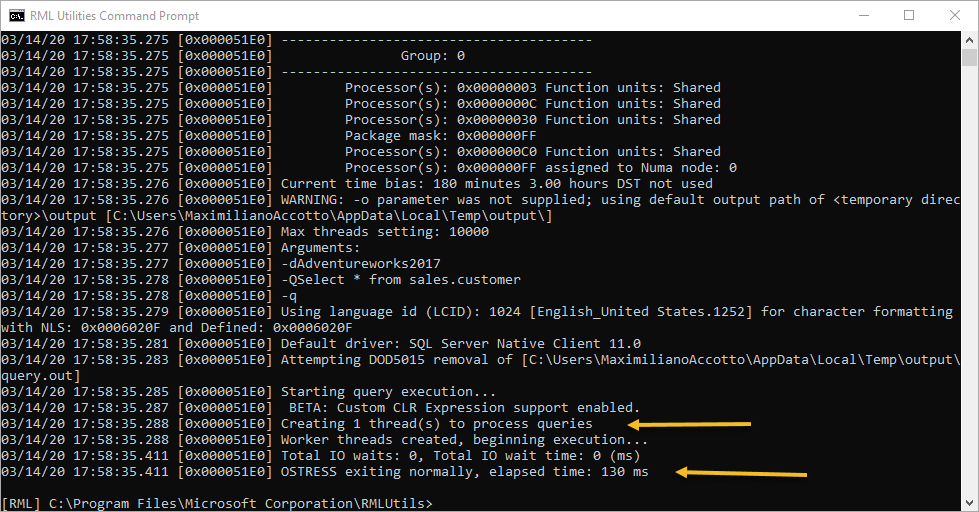 RML Utilities Command Prompt
03/14/20 17:58:35.275 [0x000051E0] ---------------------------------------
03/14/20 17:58:35.275 [0x000051E0]                Group: 0
03/14/20 17:58:35.275 [0x000051E0] ---------------------------------------
03/14/20 17:58:35.275 [0x000051E0]         Processor(s): 0x00000003 Function units: Shared
03/14/20 17:58:35.275 [0x000051E0]         Processor(s): 0x0000000C Function units: Shared
03/14/20 17:58:35.275 [0x000051E0]         Processor(s): 0x00000030 Function units: Shared
03/14/20 17:58:35.275 [0x000051E0]         Package mask: 0x000000FF
03/14/20 17:58:35.275 [0x000051E0]         Processor(s): 0x000000C0 Function units: Shared
03/14/20 17:58:35.275 [0x000051E0]         Processor(s): 0x000000FF assigned to Numa node: 0
03/14/20 17:58:35.276 [0x000051E0] Current time bias: 180 minutes 3.00 hours DST not used
03/14/20 17:58:35.276 [0x000051E0] WARNING: -o parameter was not supplied; using default output path of <temporary direc
tory>\output [C:\Users\MaximilianoAccotto\AppData\Local\Temp\output\]
03/14/20 17:58:35.276 [0x000051E0] Max threads setting: 10000
03/14/20 17:58:35.277 [0x000051E0] Arguments:
03/14/20 17:58:35.277 [0x000051E0] -dAdventureworks2017
03/14/20 17:58:35.278 [0x000051E0] -QSelect * from sales.customer
03/14/20 17:58:35.278 [0x000051E0] -q
03/14/20 17:58:35.279 [0x000051E0] Using language id (LCID): 1024 [English_United States.1252] for character formatting
with NLS: 0x0006020F and Defined: 0x0006020F
03/14/20 17:58:35.281 [0x000051E0] Default driver: SQL Server Native Client 11.0
03/14/20 17:58:35.283 [0x000051E0] Attempting DOD5015 removal of [C:\Users\MaximilianoAccotto\AppData\Local\Temp\output\
query.out]
03/14/20 17:58:35.285 [0x000051E0] Starting query execution...
03/14/20 17:58:35.287 [0x000051E0]  BETA: Custom CLR Expression support enabled.
03/14/20 17:58:35.288 [0x000051E0] Creating 1 thread(s) to process queries
03/14/20 17:58:35.288 [0x000051E0] Worker threads created, beginning execution...
03/14/20 17:58:35.411 [0x000051E0] Total IO waits: 0, Total IO wait time: 0 (ms)
03/14/20 17:58:35.411 [0x000051E0] OSTRESS exiting normally, elapsed time: 130 ms
[RML] C:\Program Files\Microsoft Corporation\RMLUtils>